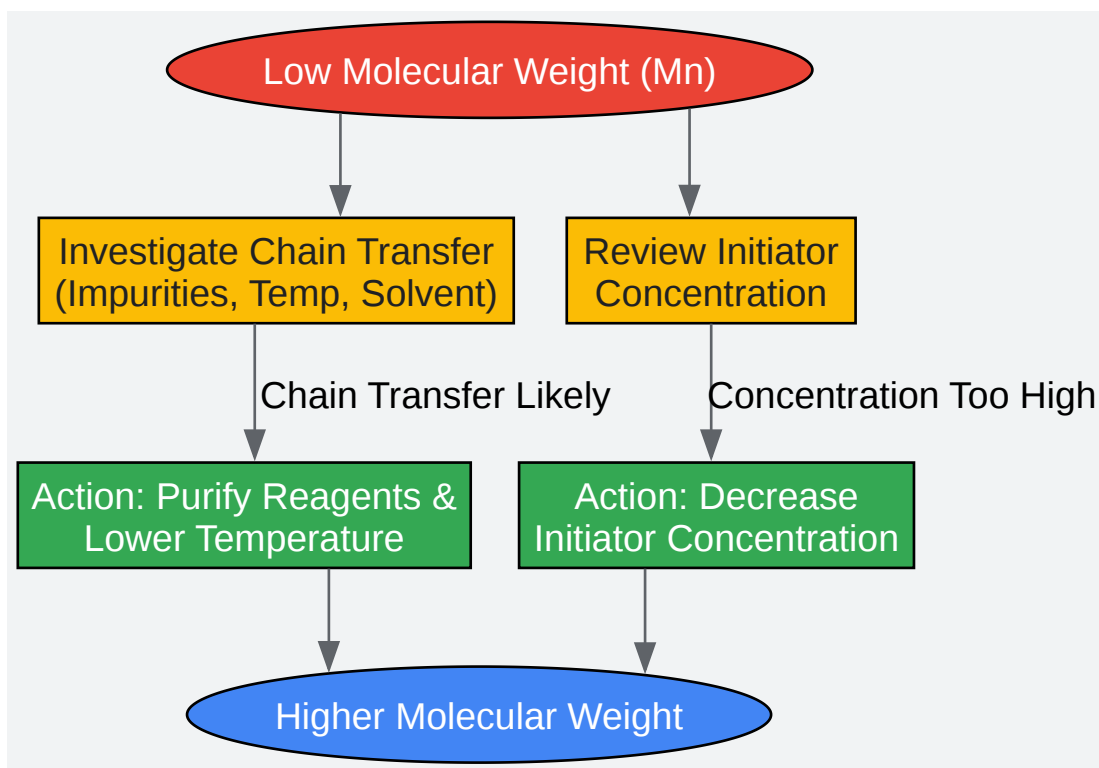 Low Molecular Weight (Mn)
Investigate Chain Transfer
(Impurities, Temp, Solvent)
Review Initiator
Concentration
Chain Transfer Likely
Concentration Too High
Action: Purify Reagents &
Lower Temperature
Action: Decrease
Initiator Concentration
Higher Molecular Weight